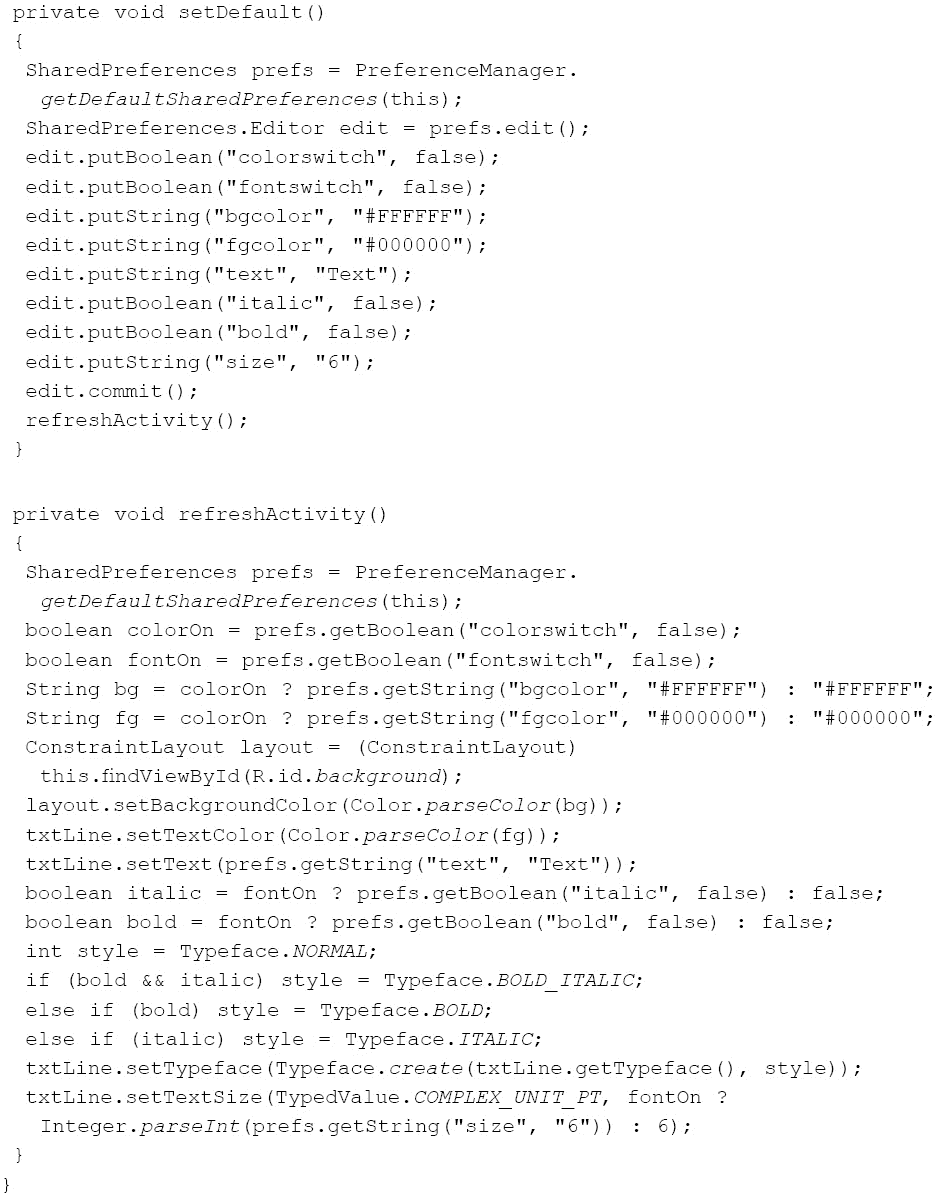 private void setDefault()
{
SharedPreferences prefs = PreferenceManager.
getDefaultSharedPreferences(this);
SharedPreferences.Editor edit = prefs.edit();
edit.putBoolean("colorswitch", false);
edit.putBoolean("fontswitch", false);
edit.putString("bgcolor", "#FFFFFF");
edit.putString("fgcolor", "#000000");
edit.putString("text", "Text");
edit.putBoolean("italic", false);
edit.putBoolean("bold", false);
edit.putString("size", "6");
edit.commit();
refreshActivity();
}
private void refreshActivity()
{
SharedPreferences prefs = PreferenceManager.
getDefaultSharedPreferences(this);
boolean colorOn = prefs.getBoolean("colorswitch", false);
boolean fontOn = prefs.getBoolean("fontswitch", false);
String bg = colorOn ? prefs.getString("bgcolor", "#FFFFFF") : "#FFFFFF";
String fg = colorOn ? prefs.getString("fgcolor", "#000000") : "#000000";
ConstraintLayout layout = (ConstraintLayout)
this.findViewById(R.id.background);
layout.setBackgroundColor(Color.parseColor(bg));
txtLine.setTextColor(Color.parseColor(fg));
txtLine.setText(prefs.getString("text", "Text"));
boolean italic = fontOn ? prefs.getBoolean("italic", false) : false;
boolean bold = fontOn ? prefs.getBoolean("bold", false) : false;
int style = Typeface.NORMAL;
if (bold && italic) style = Typeface.BOLD_ITALIC;
else if (bold) style = Typeface.BOLD;
else if (italic) style = Typeface.ITALIC;
txtLine.setTypeface(Typeface.create(txtLine.getTypeface(), style));
txtLine.setTextSize(TypedValue.COMPLEX_UNIT_PT, fontOn ?
Integer.parseInt(prefs.getString("size", "6")) : 6);
}
}